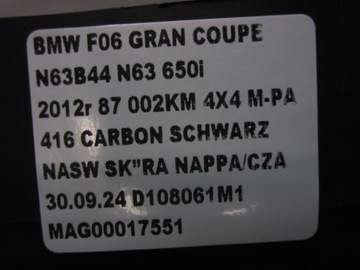 BMW F06 GRAN COUPE
N63B44 N63 650i
2012r 87 002KM 4X4 M-PA
416 CARBON SCHWARZ
NASW SK”RA NAPPA/CZA
30.09.24 D108061M1
MAG00017551